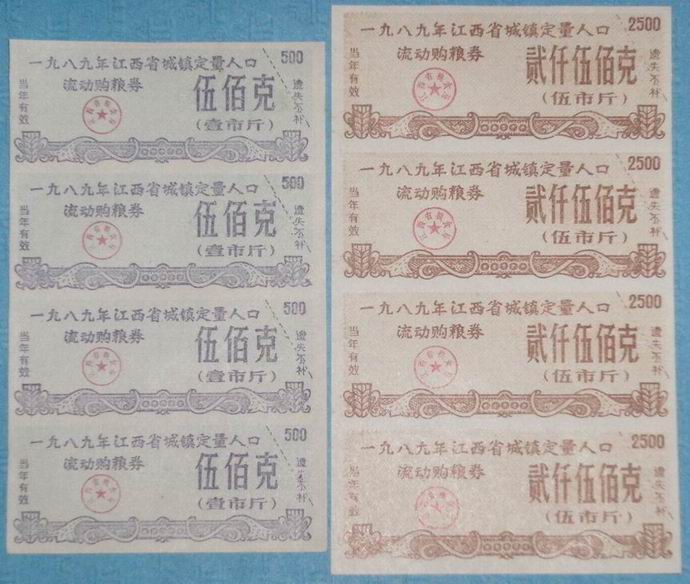 一九八九年江西省城镇定量人口
500
流动购粮券
伍佰克
(壹市斤)
当年有效
遗失不补
一九八九年江西省城镇定量人口
500
流动购粮券
伍佰克
(壹市斤)
当年有效
遗失不补
一九八九年江西省城镇定量人口
500
流动购粮券
伍佰克
(壹市斤)
当年有效
遗失不补
一九八九年江西省城镇定量人口
500
流动购粮券
伍佰克
(壹市斤)
当年有效
遗失不补
一九八九年江西省城镇定量人口
2500
流动购粮券
贰仟伍佰克
(伍市斤)
当年有效
遗失不补
一九八九年江西省城镇定量人口
2500
流动购粮券
贰仟伍佰克
(伍市斤)
当年有效
遗失不补
一九八九年江西省城镇定量人口
2500
流动购粮券
贰仟伍佰克
(伍市斤)
当年有效
遗失不补
一九八九年江西省城镇定量人口
2500
流动购粮券
贰仟伍佰克
(伍市斤)
当年有效
遗失不补